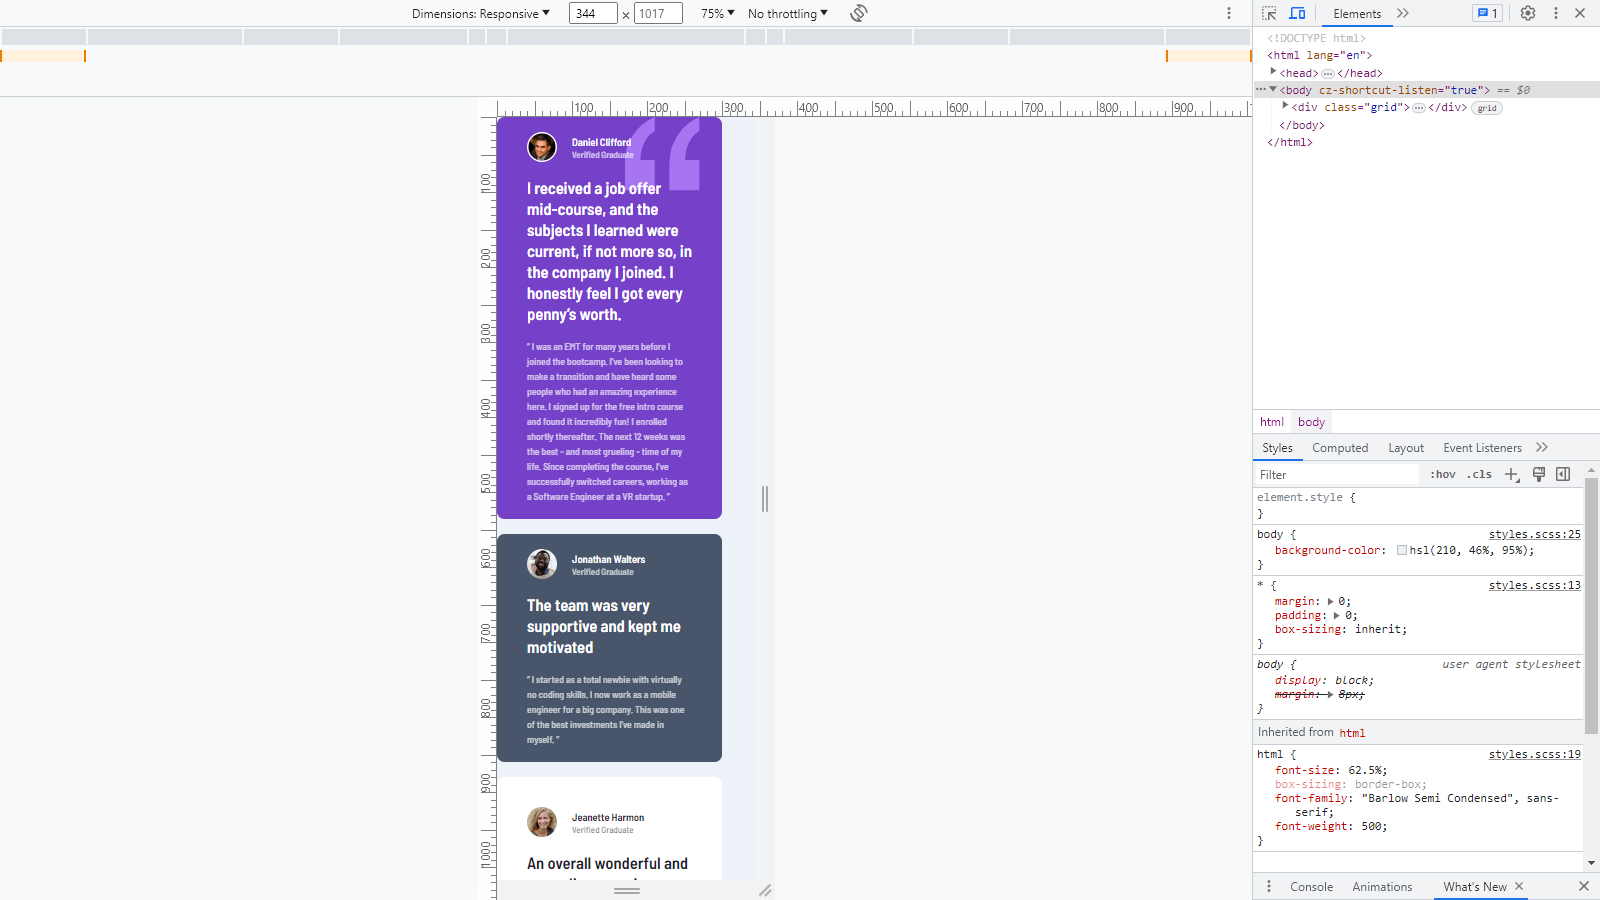 Dimensions: Responsive ▼ 344 × 1017 75% ▼ No throttling ▼
Elements 1
<!DOCTYPE html>
<html lang="en">
<head>…</head>
<body cz-shortcut-listen="true"> == $0
<div class="grid">…</div> grid
</body>
</html>
100 200 300 400 500 600 700 800 900
100
200
300
400
500
600
700
800
900
1000
Daniel Clifford
Verified Graduate
I received a job offer
mid-course, and the
subjects I learned were
current, if not more so, in
the company I joined. I
honestly feel I got every
penny’s worth.
“ I was an EMT for many years before I
joined the bootcamp. I’ve been looking to
make a transition and have heard some
people who had an amazing experience
here. I signed up for the free intro course
and found it incredibly fun! I enrolled
shortly thereafter. The next 12 weeks was
the best - and most grueling - time of my
life. Since completing the course, I’ve
successfully switched careers, working as
a Software Engineer at a VR startup. ”
Jonathan Walters
Verified Graduate
The team was very
supportive and kept me
motivated
“ I started as a total newbie with virtually
no coding skills. I now work as a mobile
engineer for a big company. This was one
of the best investments I’ve made in
myself. ”
Jeanette Harmon
Verified Graduate
An overall wonderful and
html body
Styles Computed Layout Event Listeners
Filter :hov .cls
element.style {
}
body { styles.scss:25
background-color: hsl(210, 46%, 95%);
}
* { styles.scss:13
margin: 0;
padding: 0;
box-sizing: inherit;
}
body { user agent stylesheet
display: block;
margin: 8px;
}
Inherited from html
html { styles.scss:19
font-size: 62.5%;
box-sizing: border-box;
font-family: "Barlow Semi Condensed", sans-
serif;
font-weight: 500;
}
Console Animations What's New